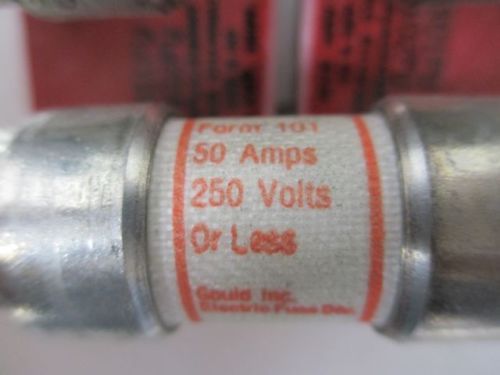 Form 101
50 Amps
250 Volts
Or Less
Gould Inc.
Electric Fuse Div.